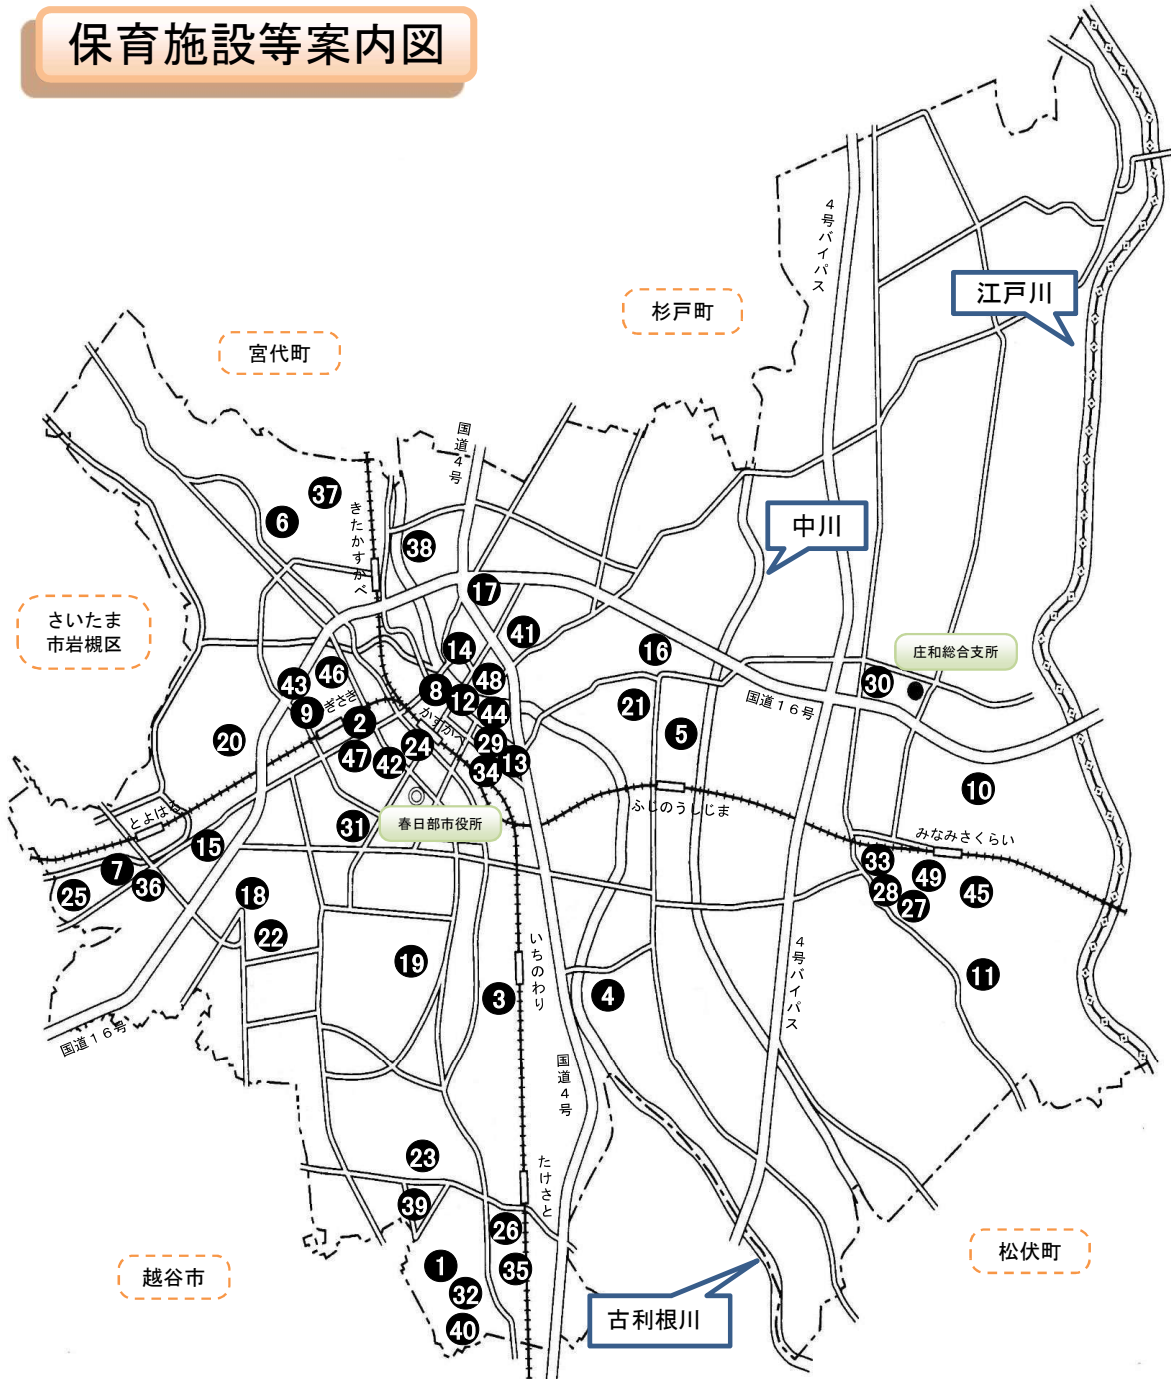 保育施設等案内図
4号バイパス
江戸川
杉戸町
宮代町
国道4号
37
6
きたかすかべ
38
中川
17
さいたま
市岩槻区
41
14
16
庄和総合支所
46
43
48
30
8
12
ぎさき
9
2
44
21
国道16号
かすかべ
5
20
24
29
47
42
13
34
10
ふじのうしじま
とよはる
31
春日部市役所
みなみさくらい
15
33
7
49
36
28
45
25
18
27
22
いちのわり
4号バイパス
19
11
3
4
国道16号
国道4号
23
たけさと
39
26
松伏町
1
35
越谷市
32
古利根川
40